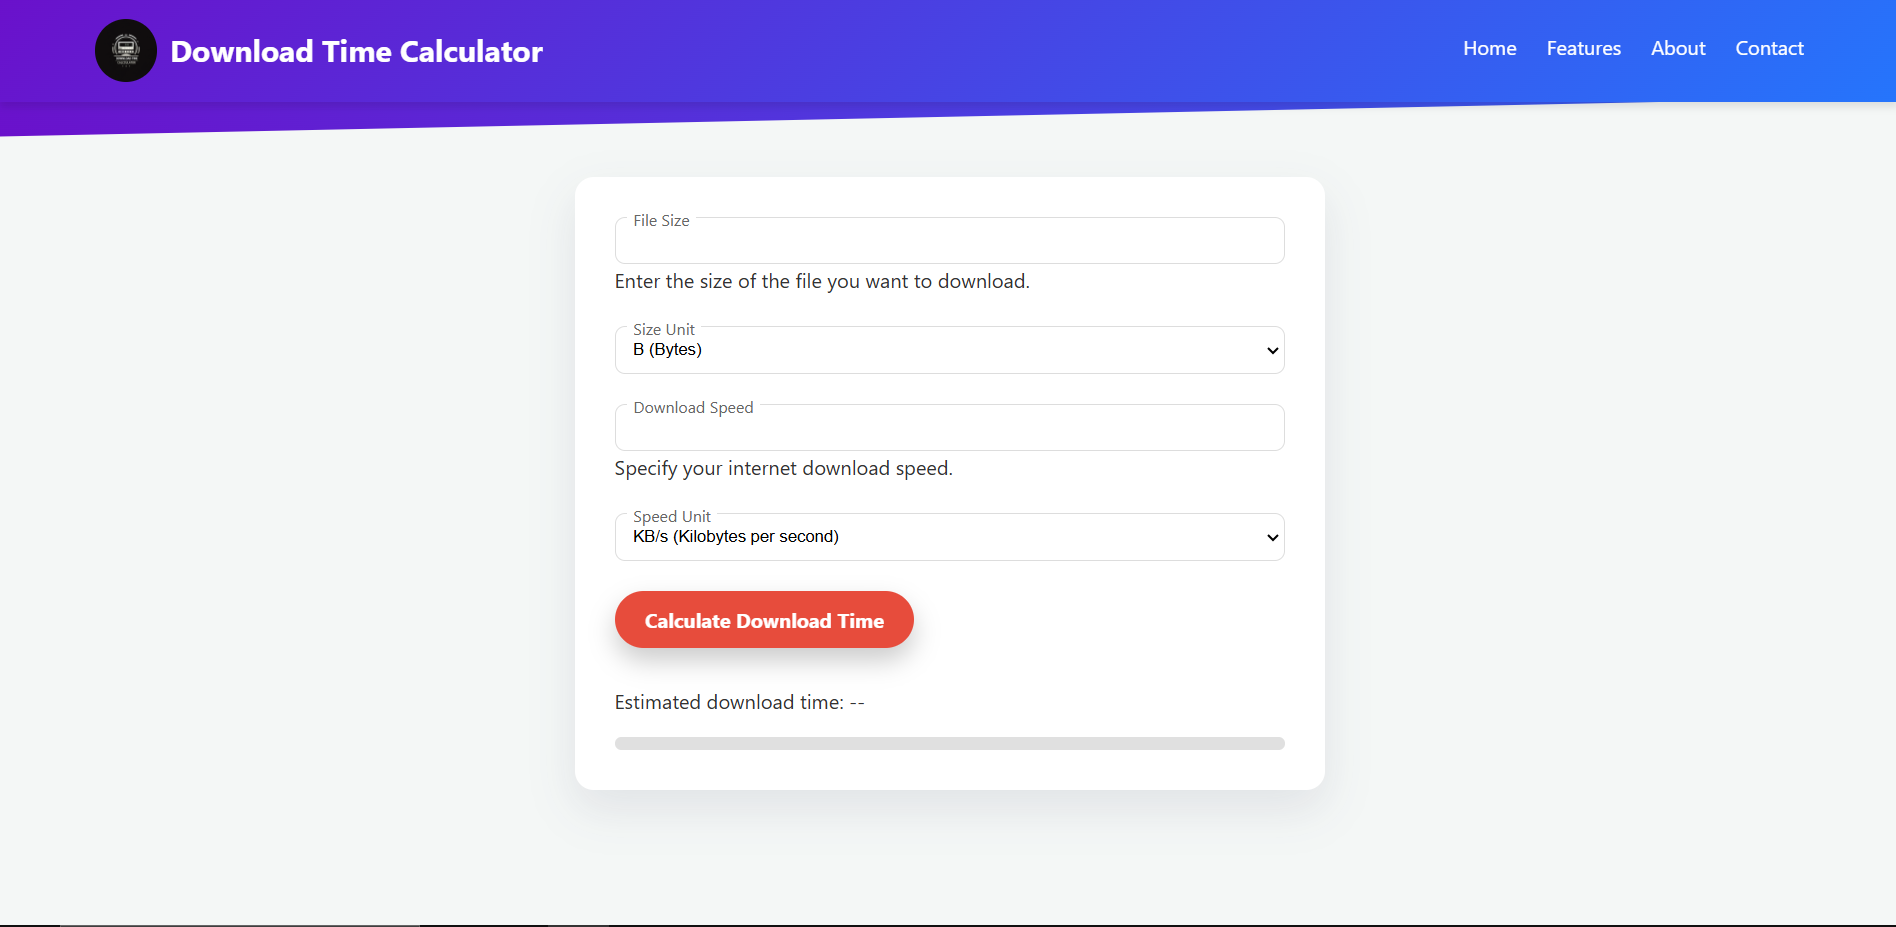 Download Time Calculator
Home Features About Contact
File Size
Enter the size of the file you want to download.
Size Unit
B (Bytes)
Download Speed
Specify your internet download speed.
Speed Unit
KB/s (Kilobytes per second)
Calculate Download Time
Estimated download time: --